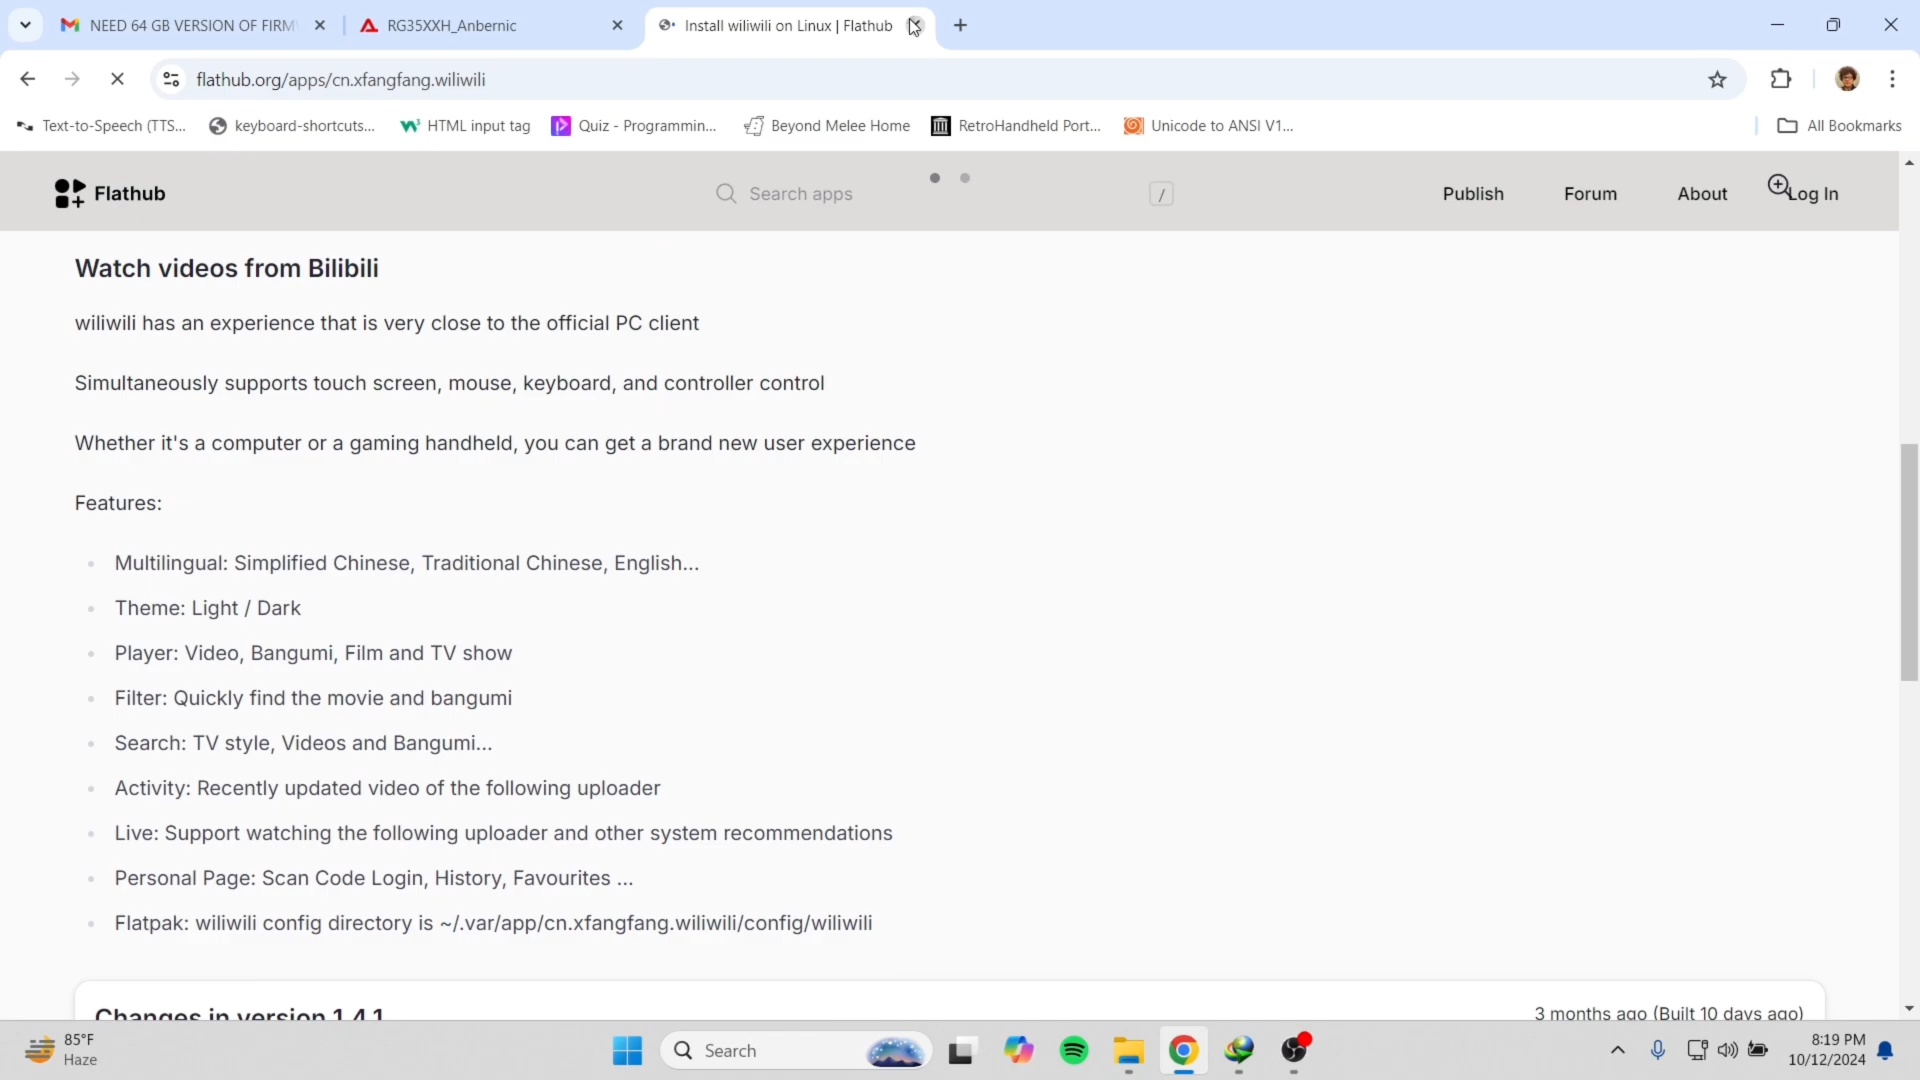 NEED 64 GB VERSION OF FIRM
RG35XXH_Anbernic
Install wiliwili on Linux | Flathub
flathub.org/apps/cn.xfangfang.wiliwili
Text-to-Speech (TTS...
keyboard-shortcuts...
HTML input tag
Quiz - Programmin...
Beyond Melee Home
RetroHandheld Port...
Unicode to ANSI V1...
All Bookmarks
Flathub
Search apps
/
Publish
Forum
About
Log In
Watch videos from Bilibili
wiliwili has an experience that is very close to the official PC client
Simultaneously supports touch screen, mouse, keyboard, and controller control
Whether it's a computer or a gaming handheld, you can get a brand new user experience
Features:
Multilingual: Simplified Chinese, Traditional Chinese, English...
Theme: Light / Dark
Player: Video, Bangumi, Film and TV show
Filter: Quickly find the movie and bangumi
Search: TV style, Videos and Bangumi...
Activity: Recently updated video of the following uploader
Live: Support watching the following uploader and other system recommendations
Personal Page: Scan Code Login, History, Favourites ...
Flatpak: wiliwili config directory is ~/.var/app/cn.xfangfang.wiliwili/config/wiliwili
Changes in version 1.4.1
3 months ago (Built 10 days ago)
85°F
Haze
Search
8:19 PM
10/12/2024